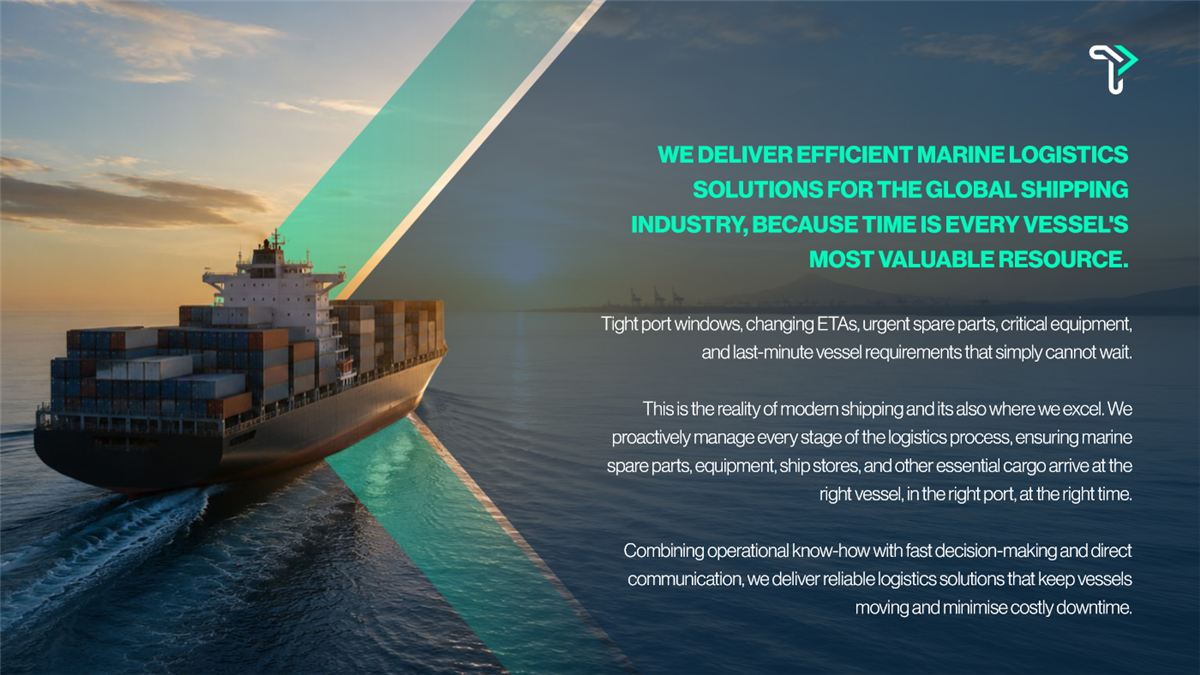 WE DELIVER EFFICIENT MARINE LOGISTICS
SOLUTIONS FOR THE GLOBAL SHIPPING
INDUSTRY, BECAUSE TIME IS EVERY VESSEL'S
MOST VALUABLE RESOURCE.
Tight port windows, changing ETAs, urgent spare parts, critical equipment,
and last-minute vessel requirements that simply cannot wait.
This is the reality of modern shipping and its also where we excel. We
proactively manage every stage of the logistics process, ensuring marine
spare parts, equipment, ship stores, and other essential cargo arrive at the
right vessel, in the right port, at the right time.
Combining operational know-how with fast decision-making and direct
communication, we deliver reliable logistics solutions that keep vessels
moving and minimise costly downtime.